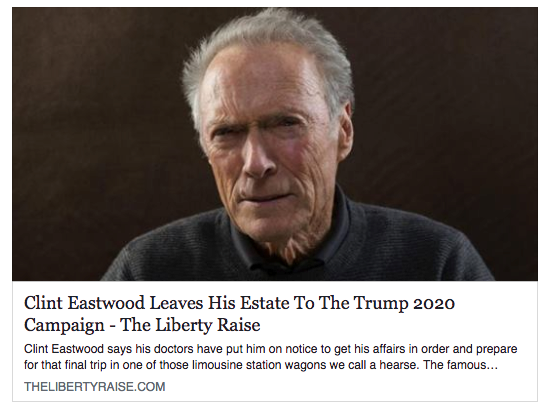 Clint Eastwood Leaves His Estate To The Trump 2020
Campaign - The Liberty Raise
Clint Eastwood says his doctors have put him on notice to get his affairs in order and prepare
for that final trip in one of those limousine station wagons we call a hearse. The famous…
THELIBERTYRAISE.COM